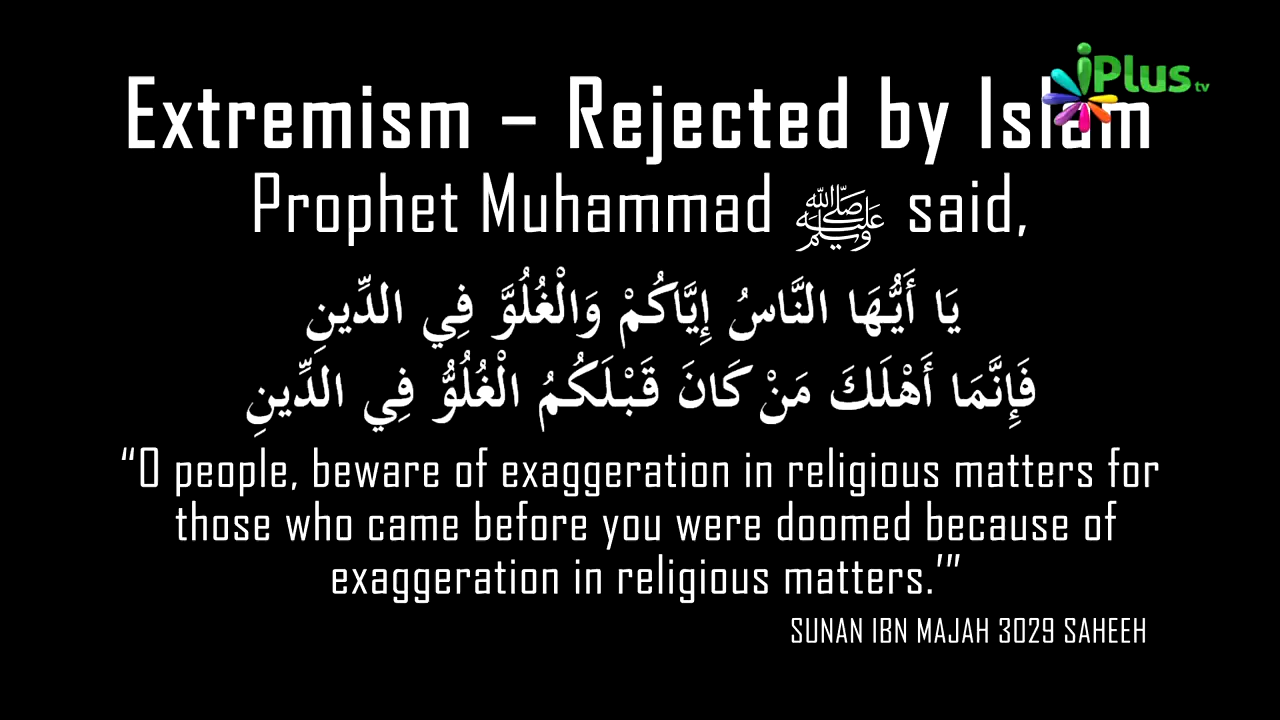 iPlus tv
Extremism – Rejected by Islam
Prophet Muhammad ﷺ said,
يَا أَيُّهَا النَّاسُ إِيَّاكُمْ وَالْغُلُوَّ فِي الدِّينِ
فَإِنَّمَا أَهْلَكَ مَنْ كَانَ قَبْلَكُمُ الْغُلُوُّ فِي الدِّينِ
“O people, beware of exaggeration in religious matters for
those who came before you were doomed because of
exaggeration in religious matters.’”
SUNAN IBN MAJAH 3029 SAHEEH